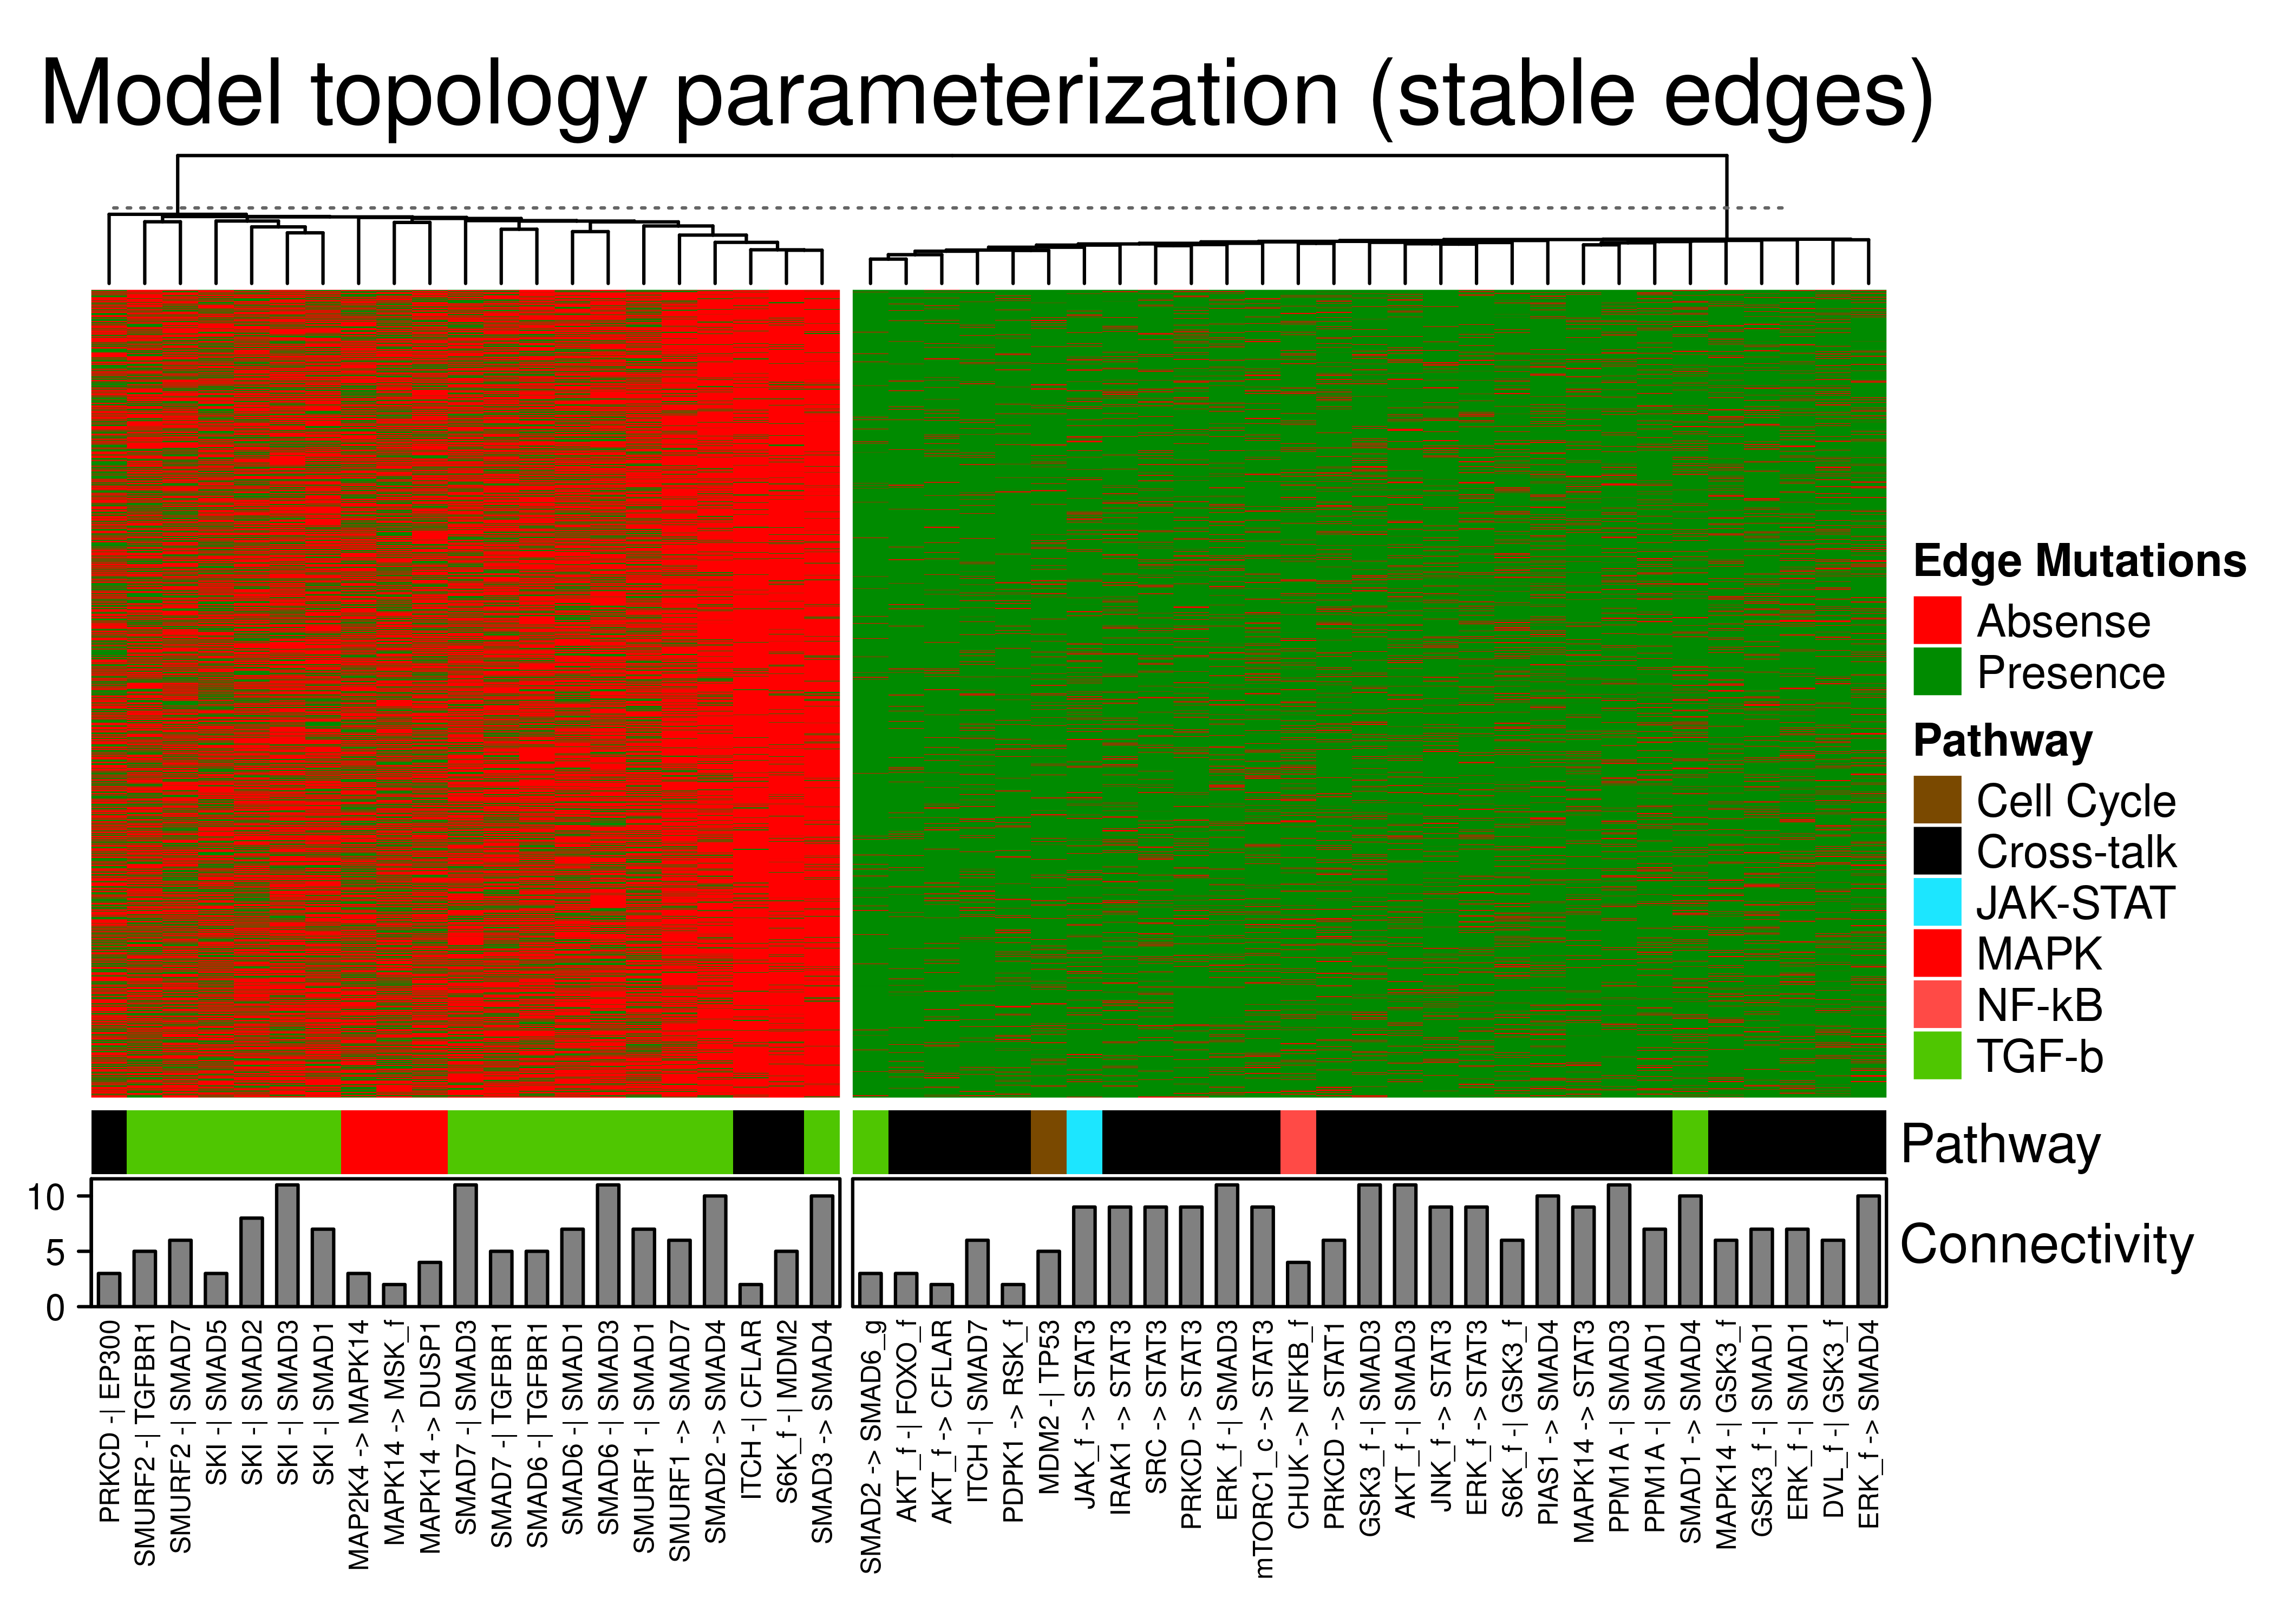 Model topology parameterization (stable edges)
Edge Mutations
Absense
Presence
Pathway
Cell Cycle
Cross-talk
JAK-STAT
MAPK
NF-kB
TGF-b
Pathway
10
5
0
Connectivity
PRKCD -| EP300
SMURF2 -| TGFBR1
SMURF2 -| SMAD7
SKI -| SMAD5
SKI -| SMAD2
SKI -| SMAD3
SKI -| SMAD1
MAP2K4 -> MAPK14
MAPK14 -> MSK_f
MAPK14 -> DUSP1
SMAD7 -| SMAD3
SMAD7 -| TGFBR1
SMAD6 -| TGFBR1
SMAD6 -| SMAD1
SMAD6 -| SMAD3
SMURF1 -| SMAD1
SMURF1 -> SMAD7
SMAD2 -> SMAD4
ITCH -| CFLAR
S6K_f -| MDM2
SMAD3 -> SMAD4
SMAD2 -> SMAD6_g
AKT_f -| FOXO_f
AKT_f -> CFLAR
ITCH -| SMAD7
PDPK1 -> RSK_f
MDM2 -| TP53
JAK_f -> STAT3
IRAK1 -> STAT3
SRC -> STAT3
PRKCD -> STAT3
ERK_f -| SMAD3
mTORC1_c -> STAT3
CHUK -> NFKB_f
PRKCD -> STAT1
GSK3_f -| SMAD3
AKT_f -| SMAD3
JNK_f -> STAT3
ERK_f -> STAT3
S6K_f -| GSK3_f
PIAS1 -> SMAD4
MAPK14 -> STAT3
PPM1A -| SMAD3
PPM1A -| SMAD1
SMAD1 -> SMAD4
MAPK14 -| GSK3_f
GSK3_f -| SMAD1
ERK_f -| SMAD1
DVL_f -| GSK3_f
ERK_f -> SMAD4